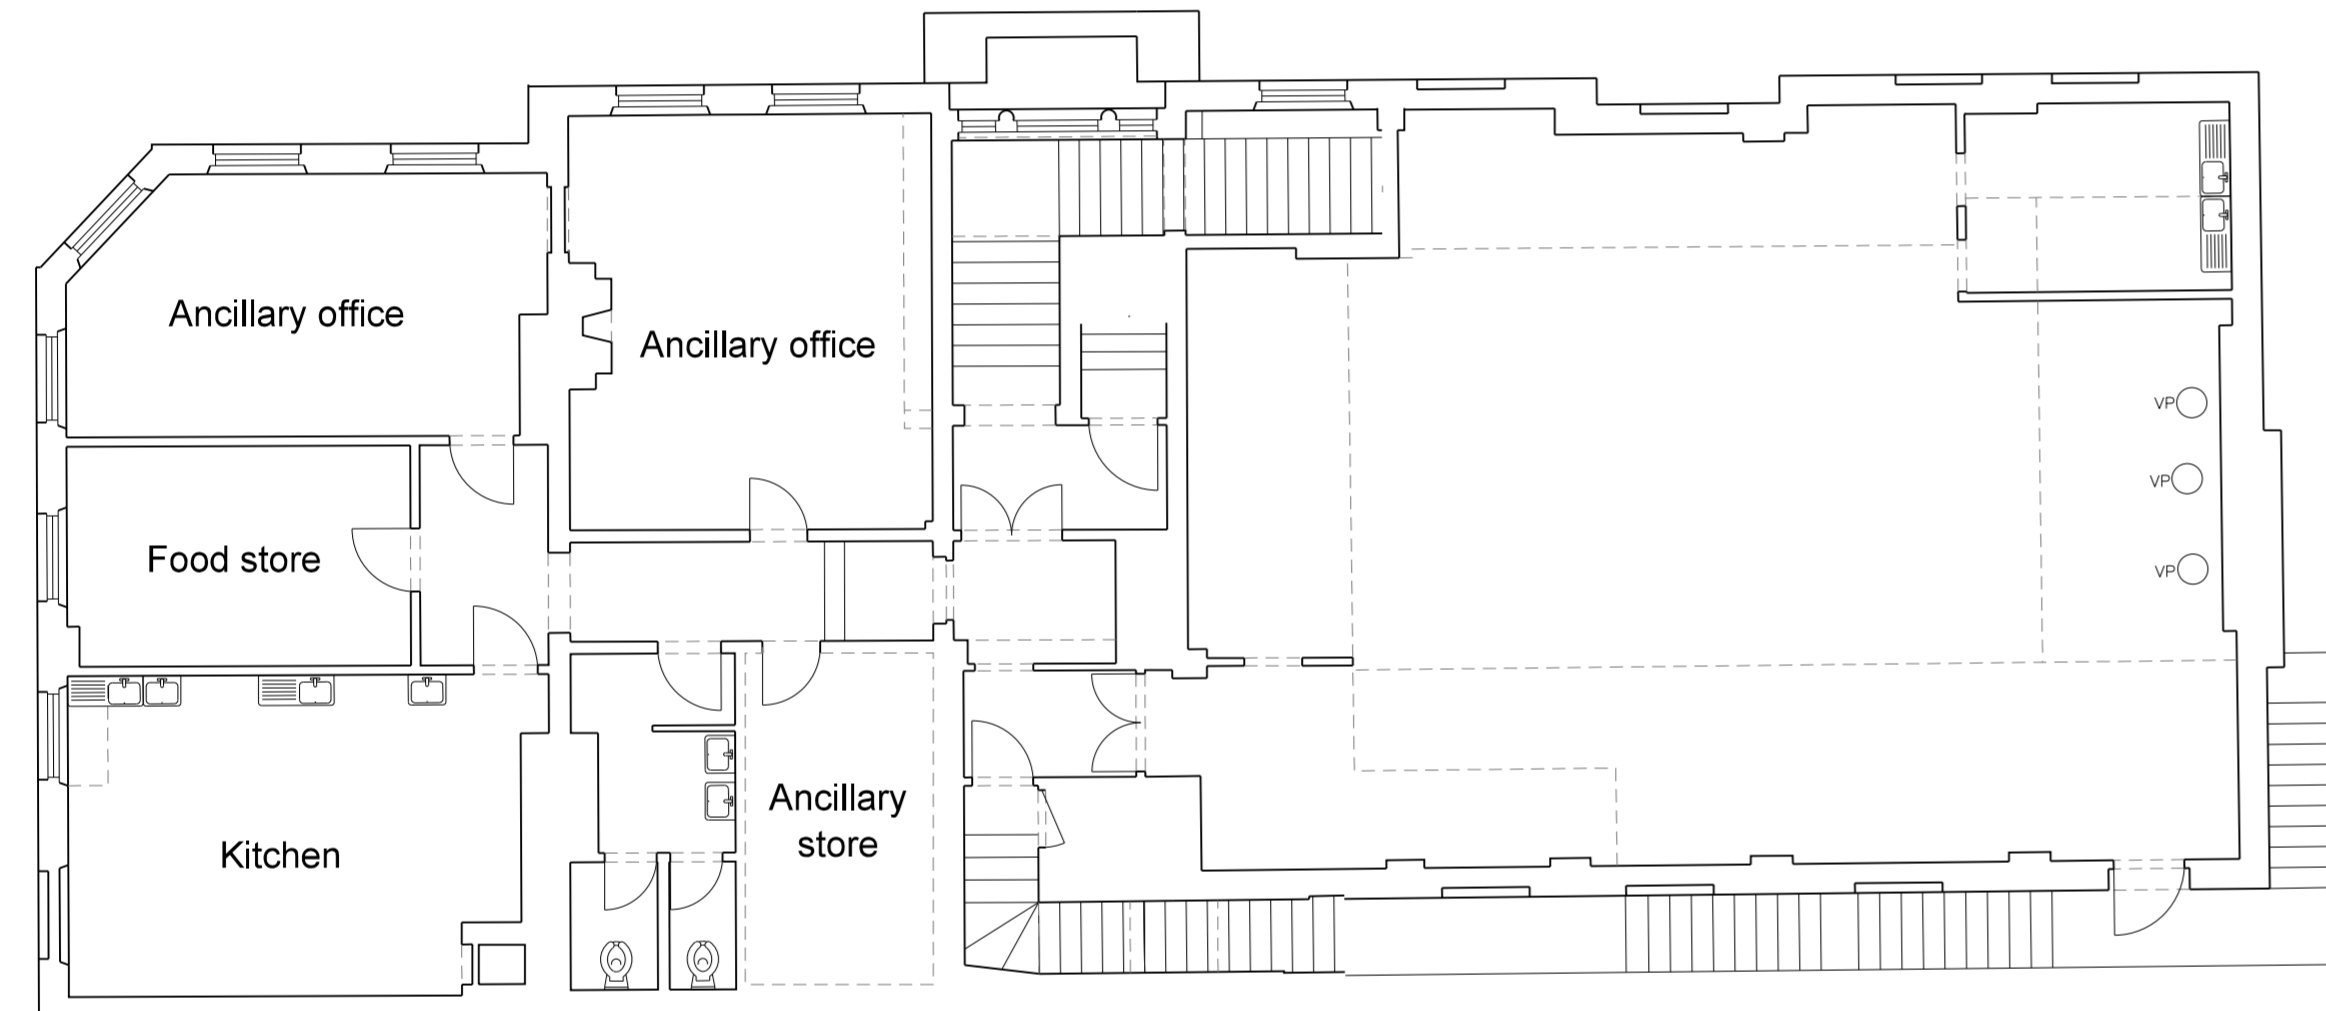 Ancillary office
Ancillary office
VP
VP
Food store
VP
Ancillary
store
Kitchen